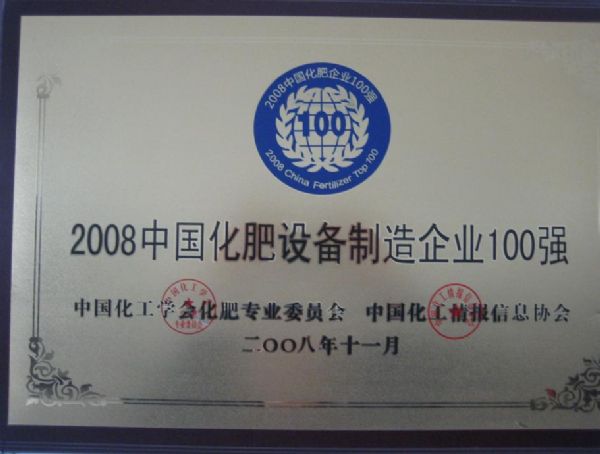 2008中国化肥企业100强
100
2008 China Fertilizer Top 100
2008中国化肥设备制造企业100强
中国化工学会化肥专业委员会 中国化工情报信息协会
二〇〇八年十一月